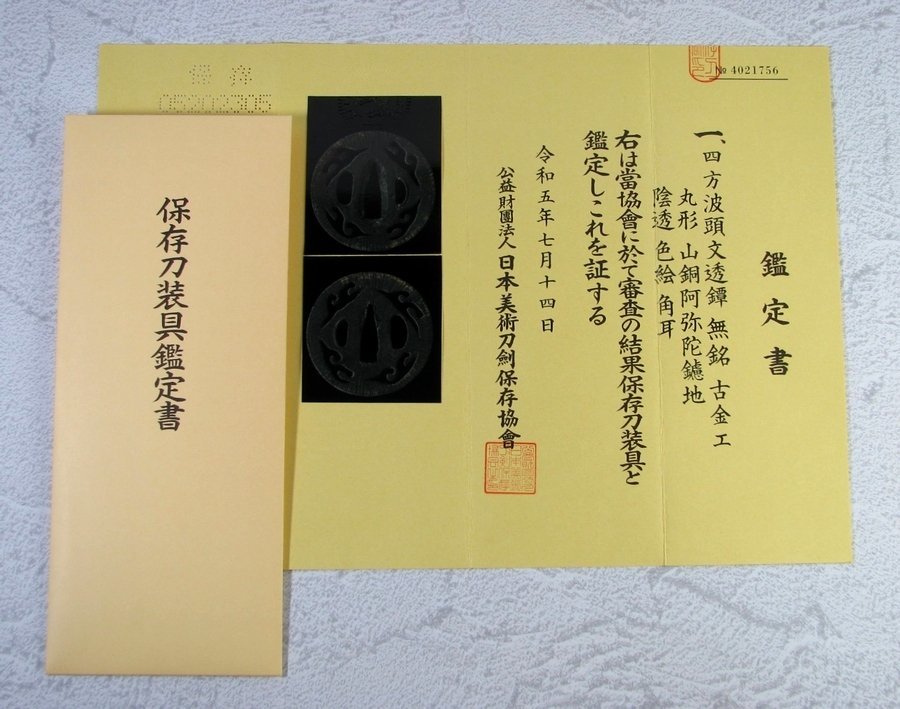 № 4021756
鑑定書
一、四方波頭文透鐔 無銘 古金工
丸形 山銅阿弥陀鑢地
陰透 色絵 角耳
右は當協會に於て審査の結果保存刀装具と
鑑定しこれを証する
令和五年七月十四日
公益財團法人 日本美術刀劍保存協會
保存
05202305
保存刀装具鑑定書